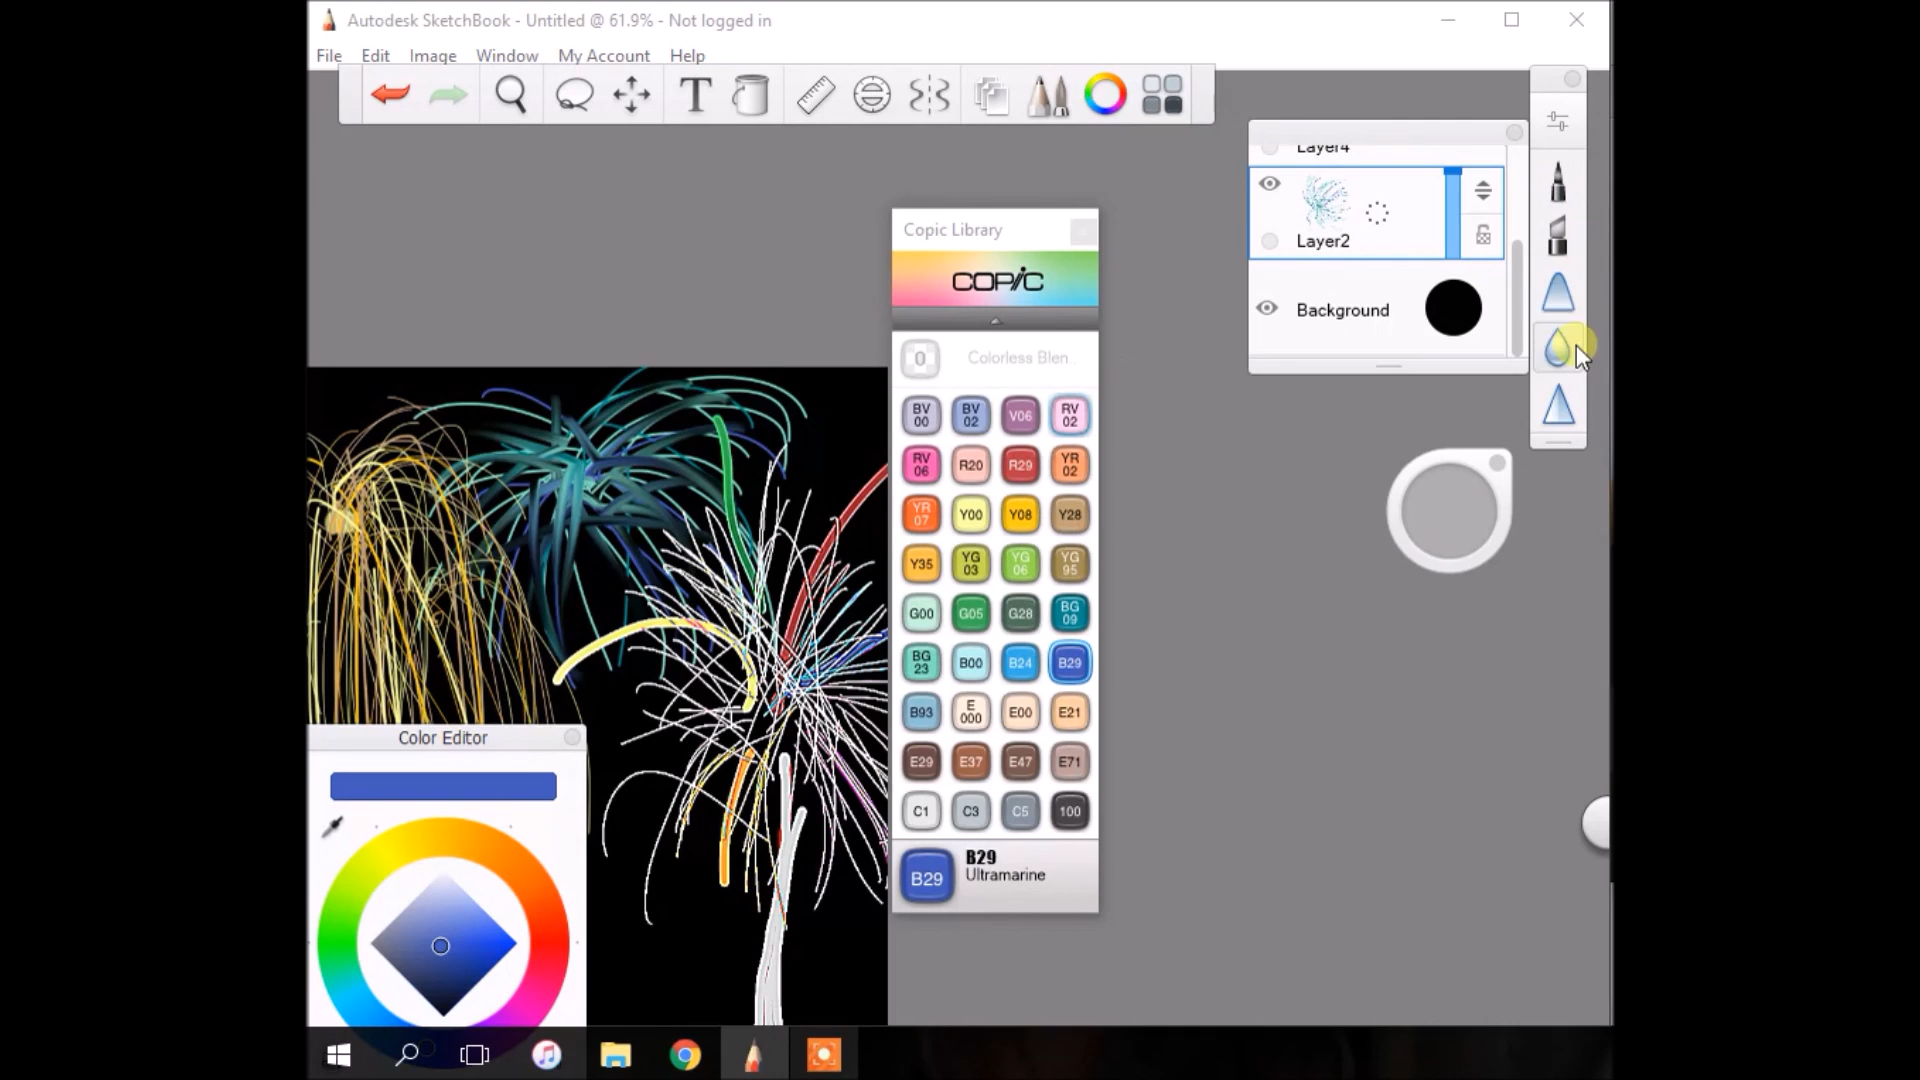 Autodesk SketchBook - Untitled @ 61.9% - Not logged in
File Edit Image Window My Account Help
T
Layer4
Layer2
Background
Copic Library
COPIC
0 Colorless Blen..
BV 00 BV 02 V06 RV 02
RV 06 R20 R29 YR 02
YR 07 Y00 Y08 Y28
Y35 YG 03 YG 06 YG 95
G00 G05 G28 BG 09
BG 23 B00 B24 B29
B93 E 000 E00 E21
E29 E37 E47 E71
C1 C3 C5 100
B29 B29
Ultramarine
Color Editor